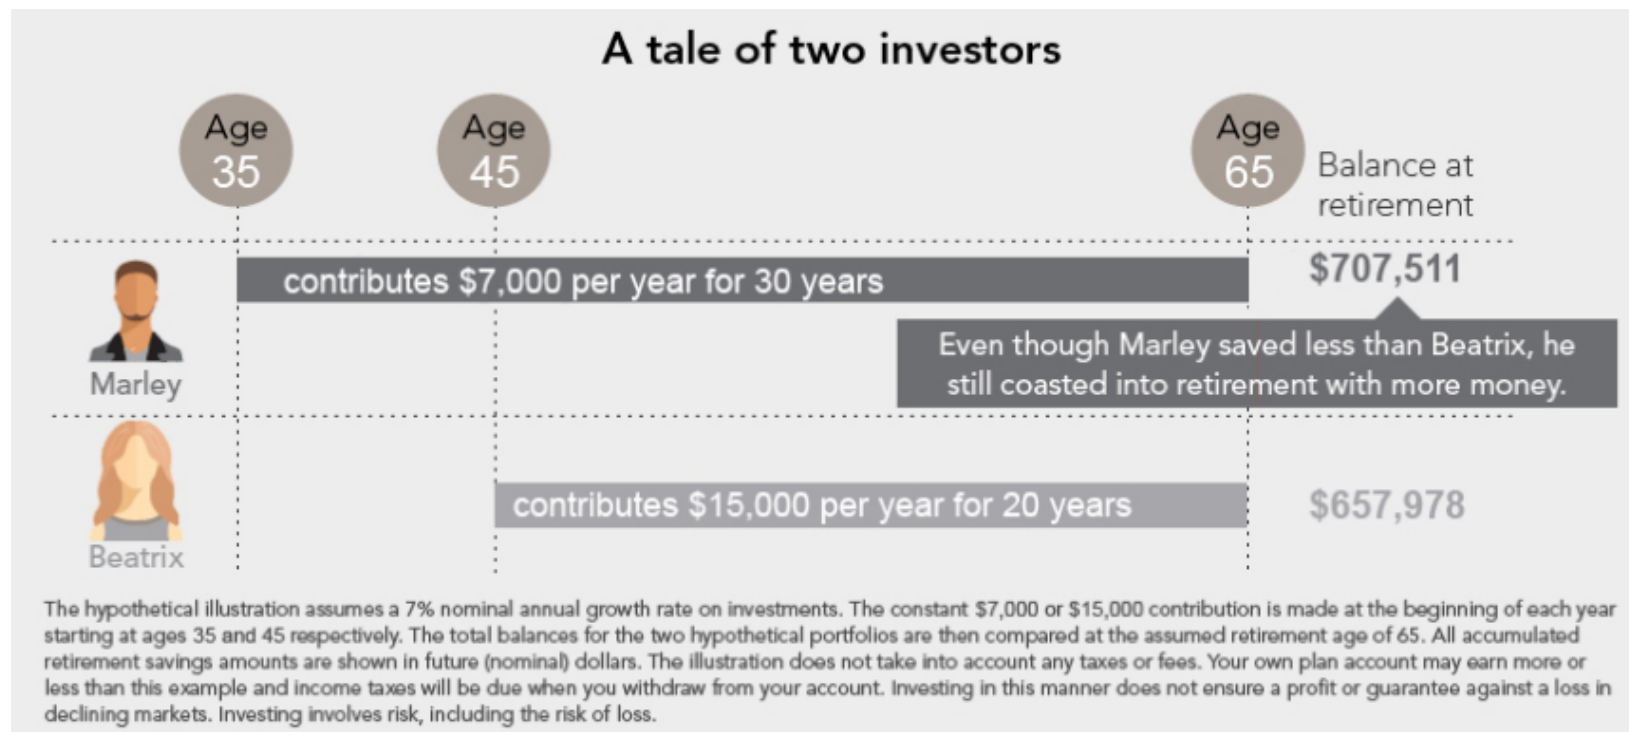 A tale of two investors
Age
35
Age
45
Age
65
Balance at
retirement
Marley
contributes $7,000 per year for 30 years
$707,511
Even though Marley saved less than Beatrix, he
still coasted into retirement with more money.
Beatrix
contributes $15,000 per year for 20 years
$657,978
The hypothetical illustration assumes a 7% nominal annual growth rate on investments. The constant $7,000 or $15,000 contribution is made at the beginning of each year
starting at ages 35 and 45 respectively. The total balances for the two hypothetical portfolios are then compared at the assumed retirement age of 65. All accumulated
retirement savings amounts are shown in future (nominal) dollars. The illustration does not take into account any taxes or fees. Your own plan account may earn more or
less than this example and income taxes will be due when you withdraw from your account. Investing in this manner does not ensure a profit or guarantee against a loss in
declining markets. Investing involves risk, including the risk of loss.